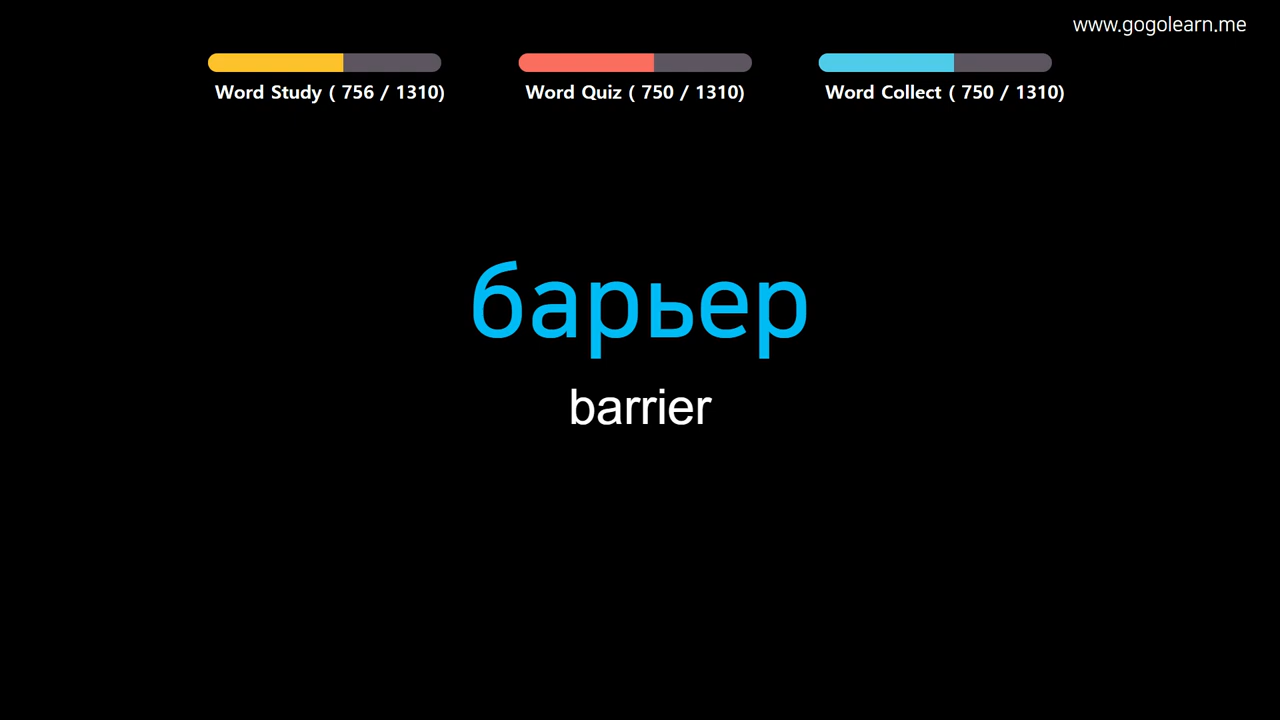 www.gogolearn.me
Word Study ( 756 / 1310)
Word Quiz ( 750 / 1310)
Word Collect ( 750 / 1310)
барьер
barrier